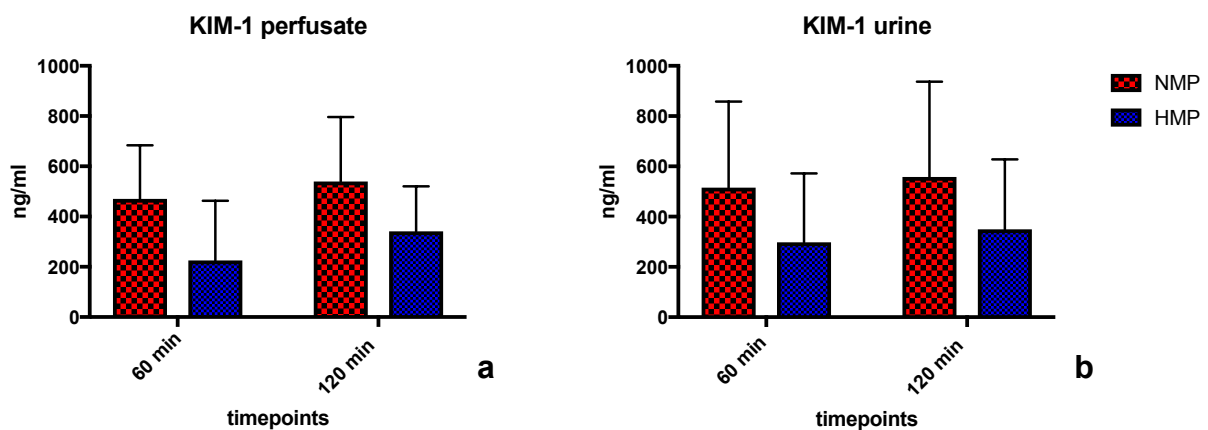 KIM-1 perfusate
1000
800
600
400
200
0
ng/ml
60 min
120 min
timepoints
a
KIM-1 urine
1000
800
600
400
200
0
ng/ml
60 min
120 min
timepoints
b
NMP
HMP